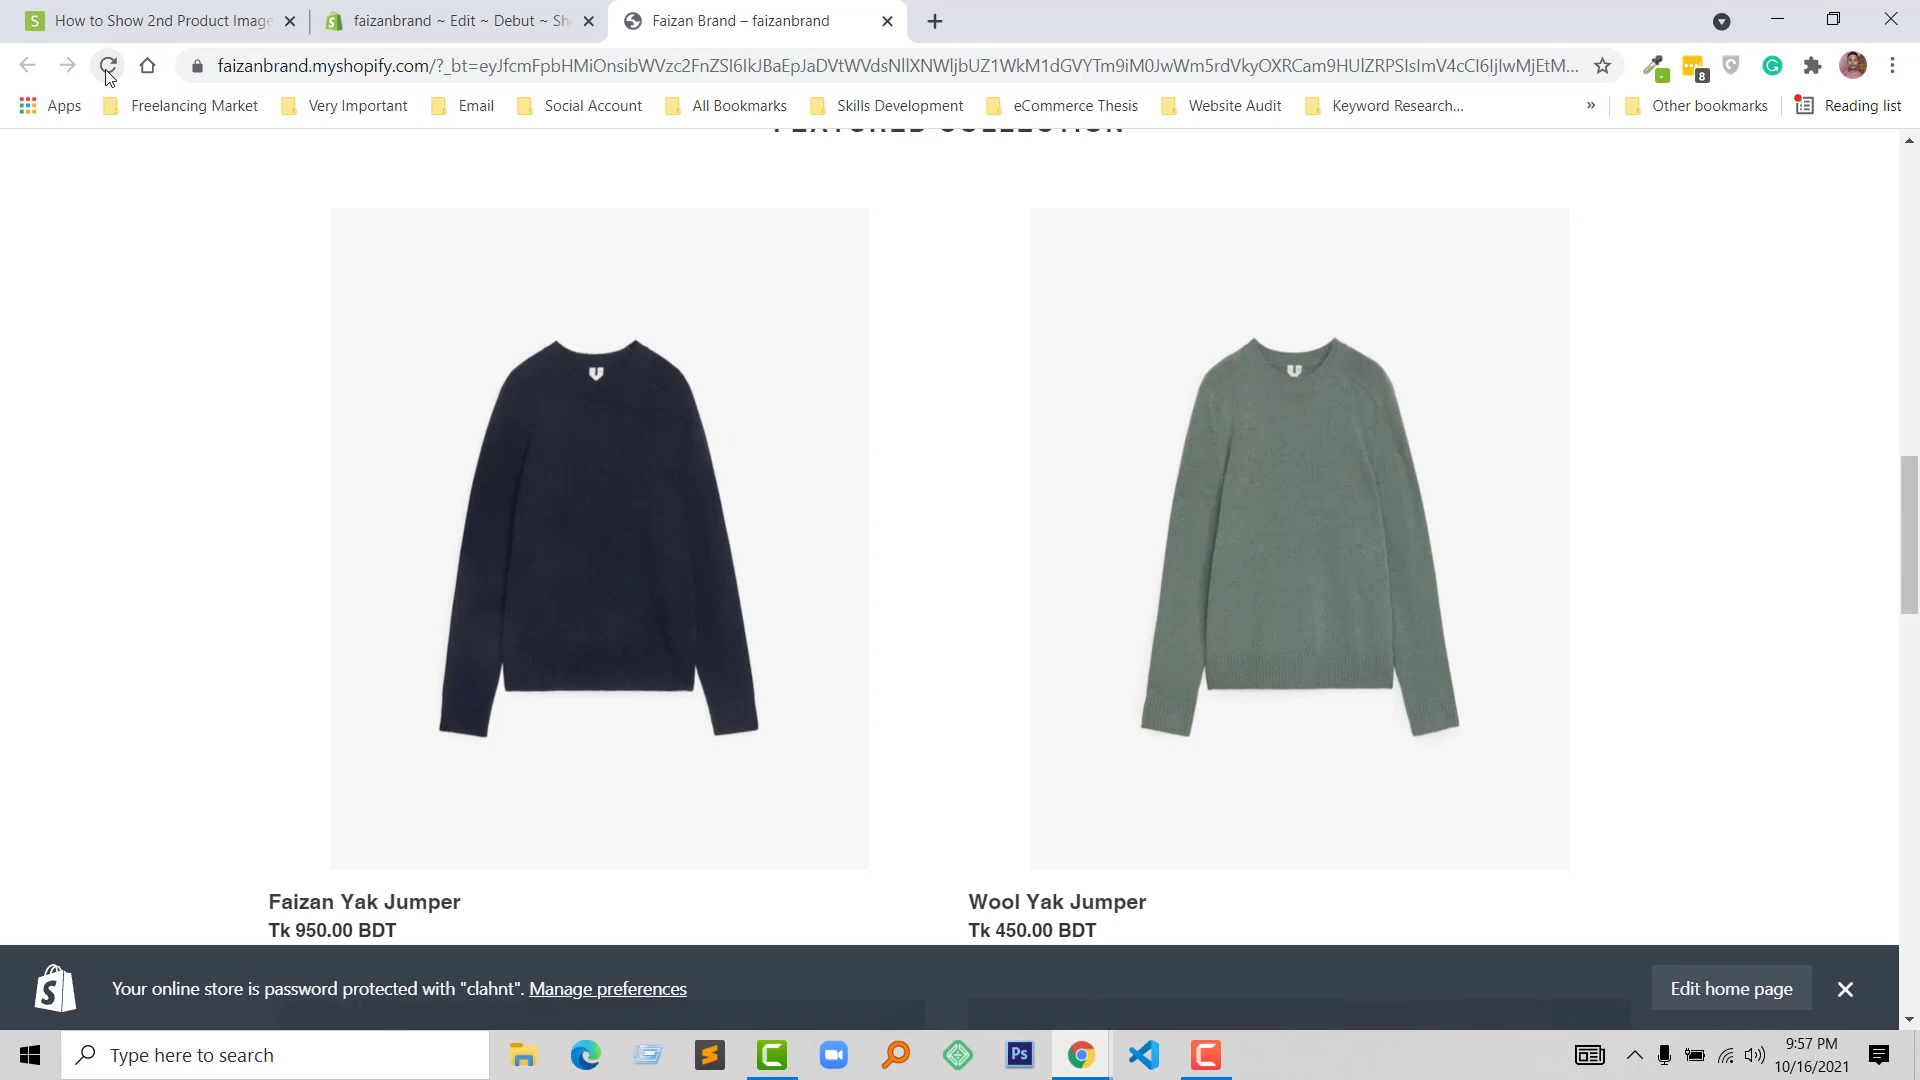 How to Show 2nd Product Image
faizanbrand ~ Edit ~ Debut ~ Sh
Faizan Brand – faizanbrand
faizanbrand.myshopify.com
8
Apps
Freelancing Market
Very Important
Email
Social Account
All Bookmarks
Skills Development
eCommerce Thesis
Website Audit
Keyword Research...
»
Other bookmarks
Reading list
FEATURED COLLECTION
Faizan Yak Jumper
Tk 950.00 BDT
Wool Yak Jumper
Tk 450.00 BDT
Your online store is password protected with "clahnt". Manage preferences
Edit home page
Type here to search
Ps
9:57 PM
10/16/2021